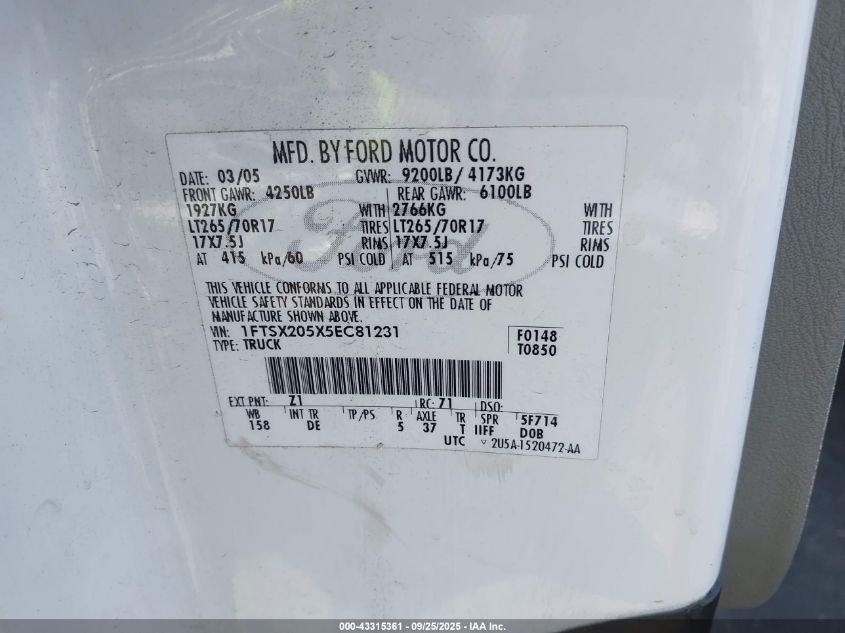 MFD. BY FORD MOTOR CO.
DATE: 03/05 GVWR: 9200LB/ 4173KG
FRONT GAWR: 4250LB REAR GAWR: 6100LB
1927KG WITH 2766KG WITH
LT265/70R17 TIRES LT265/70R17 TIRES
17X7.5J RIMS 17X7.5J RIMS
AT 415 kPa/60 PSI COLD AT 515 kPa/75 PSI COLD
Ford
THIS VEHICLE CONFORMS TO ALL APPLICABLE FEDERAL MOTOR
VEHICLE SAFETY STANDARDS IN EFFECT ON THE DATE OF
MANUFACTURE SHOWN ABOVE.
VIN: 1FTSX205X5EC81231 F0148
TYPE: TRUCK T0850
EXT PNT: Z1 RC: 71 DSO:
WB INT TR TP/PS R AXLE TR SPR 5F714
158 DE 5 37 T IIFF DOB
UTC 2U5A-1520472-AA
000-43315361 - 09/25/2025 - IAA Inc.